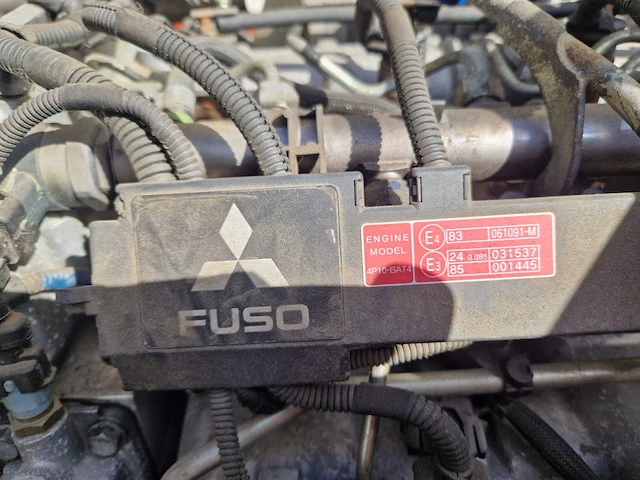 FUSO
ENGINE
MODEL
4P10-BAT4
E4 83 061091-M
E3 24 0.085 031537
85 001445